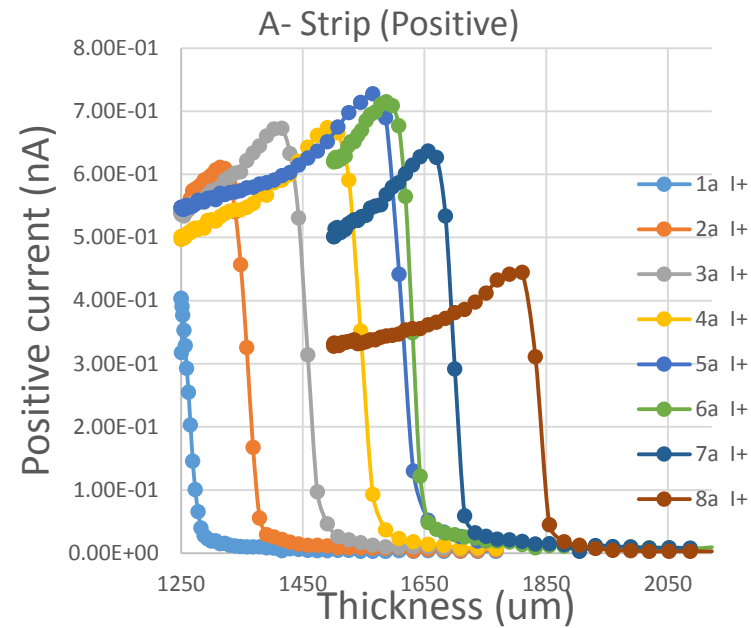 A- Strip (Positive)
8.00E-01
7.00E-01
6.00E-01
5.00E-01
4.00E-01
3.00E-01
2.00E-01
1.00E-01
0.00E+00
Positive current (nA)
1250
1450
1650
1850
2050
Thickness (um)
1a I+
2a I+
3a I+
4a I+
5a I+
6a I+
7a I+
8a I+